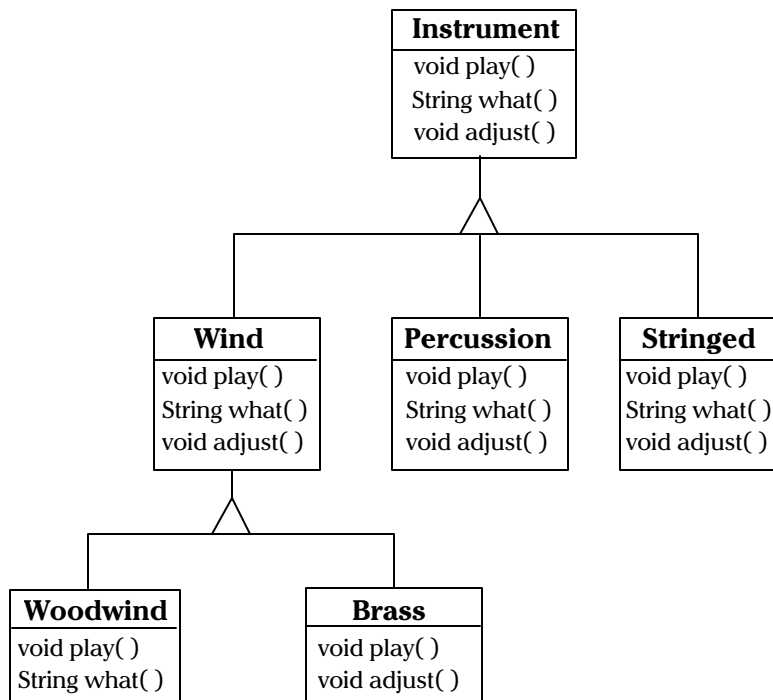 Instrument
void play( )
String what( )
void adjust( )
Wind
void play( )
String what( )
void adjust( )
Percussion
void play( )
String what( )
void adjust( )
Stringed
void play( )
String what( )
void adjust( )
Woodwind
void play( )
String what( )
Brass
void play( )
void adjust( )